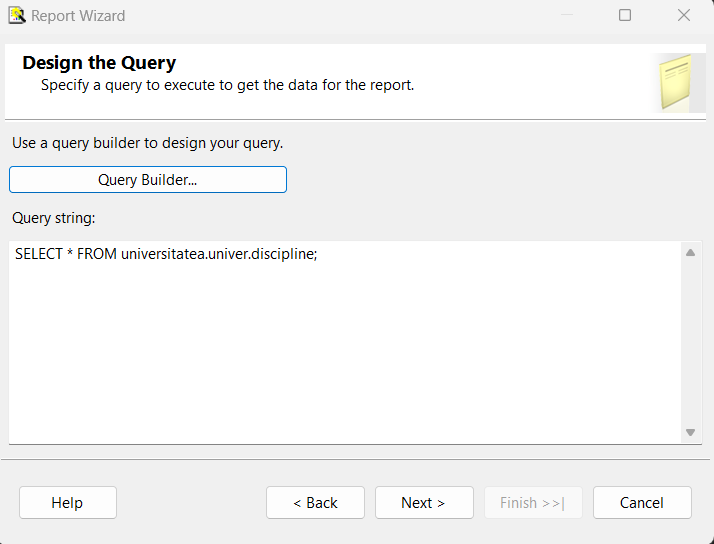 Report Wizard
Design the Query
Specify a query to execute to get the data for the report.
Use a query builder to design your query.
Query Builder...
Query string:
SELECT * FROM universitatea.univer.discipline;
Help
< Back
Next >
Finish >>|
Cancel